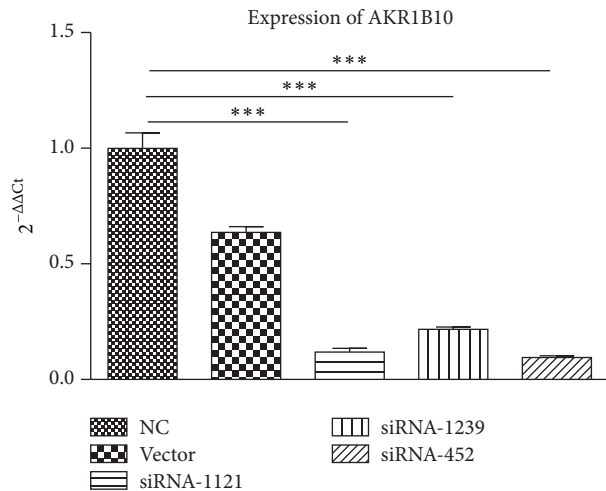 Expression of AKR1B10
1.5
***
***
***
1.0
2−ΔΔCt
0.5
0.0
NC
Vector
siRNA-1121
siRNA-1239
siRNA-452